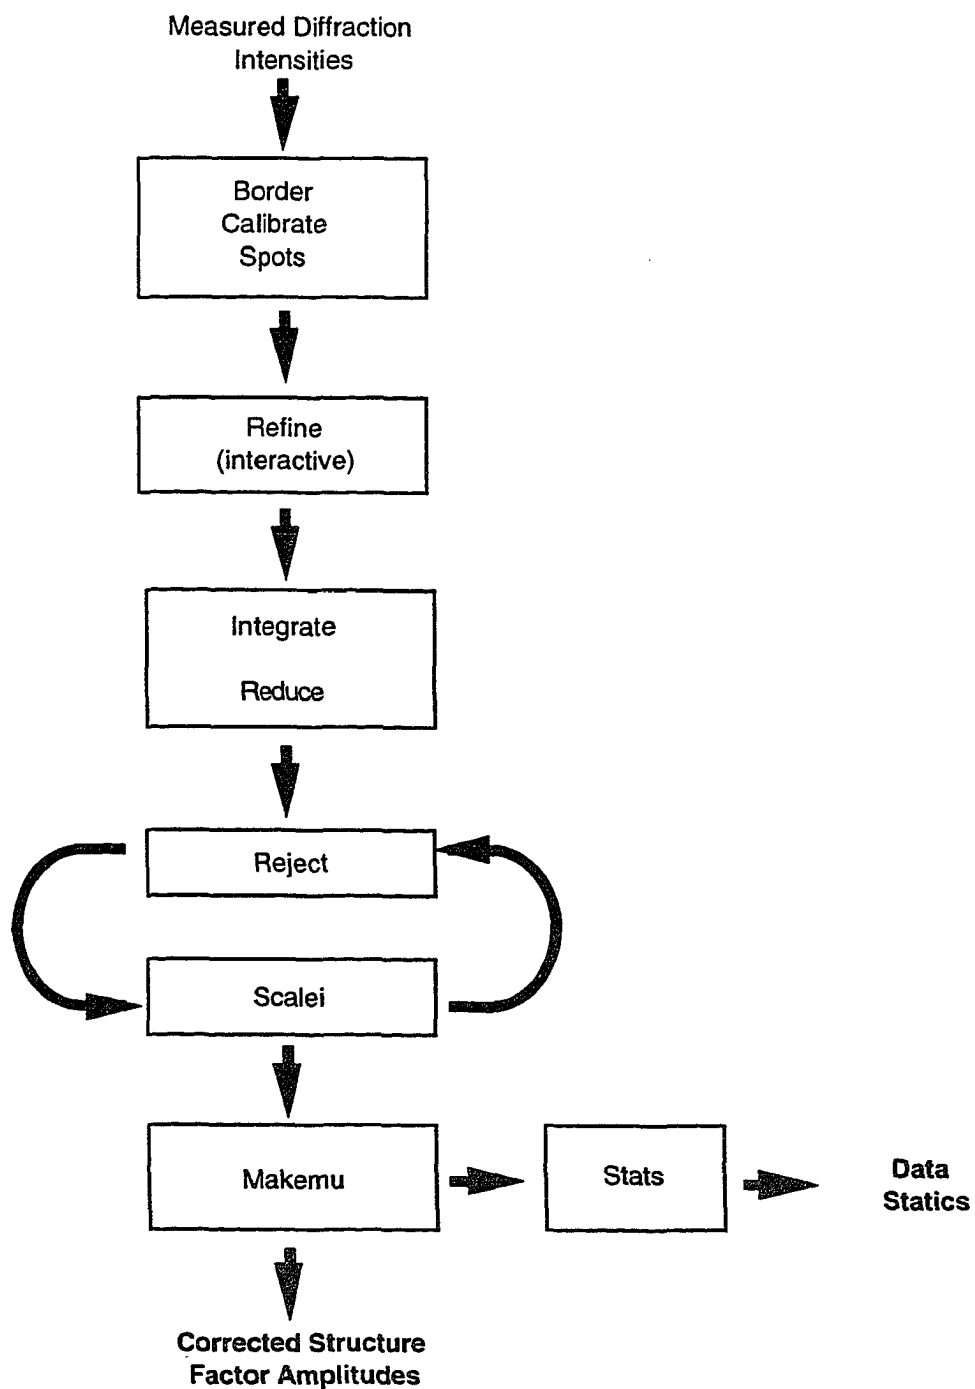 Measured Diffraction
Intensities
Border
Calibrate
Spots
Refine
(interactive)
Integrate
Reduce
Reject
Scalei
Makemu
Stats
Data
Statics
Corrected Structure
Factor Amplitudes